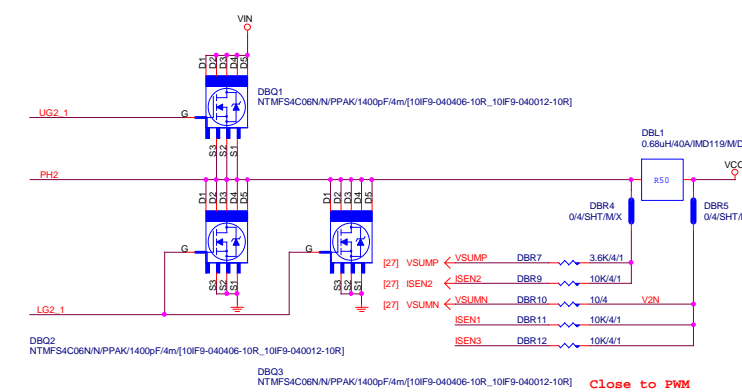 VIN
D1 D2 D3 D4 D5
DBQ1
NTMFS4C06N/N/PPAK/1400pF/4m/[10IF9-040406-10R_10IF9-040012-10R]
UG2_1
G
S3 S2 S1
DBL1
0.68uH/40A/IMD119/M/D
VCC
PH2
D1 D2 D3 D4 D5
D1 D2 D3 D4 D5
R50
DBR4
0/4/SHT/M/X
DBR5
0/4/SHT/
G
G
[27] VSUMP VSUMP DBR7 3.6K/4/1
[27] ISEN2 ISEN2 DBR9 10K/4/1
S3 S2 S1
S3 S2 S1
[27] VSUMN VSUMN DBR10 10/4 V2N
LG2_1
ISEN1 DBR11 10K/4/1
ISEN3 DBR12 10K/4/1
DBQ2
NTMFS4C06N/N/PPAK/1400pF/4m/[10IF9-040406-10R_10IF9-040012-10R]
DBQ3
NTMFS4C06N/N/PPAK/1400pF/4m/[10IF9-040406-10R_10IF9-040012-10R]
Close to PWM